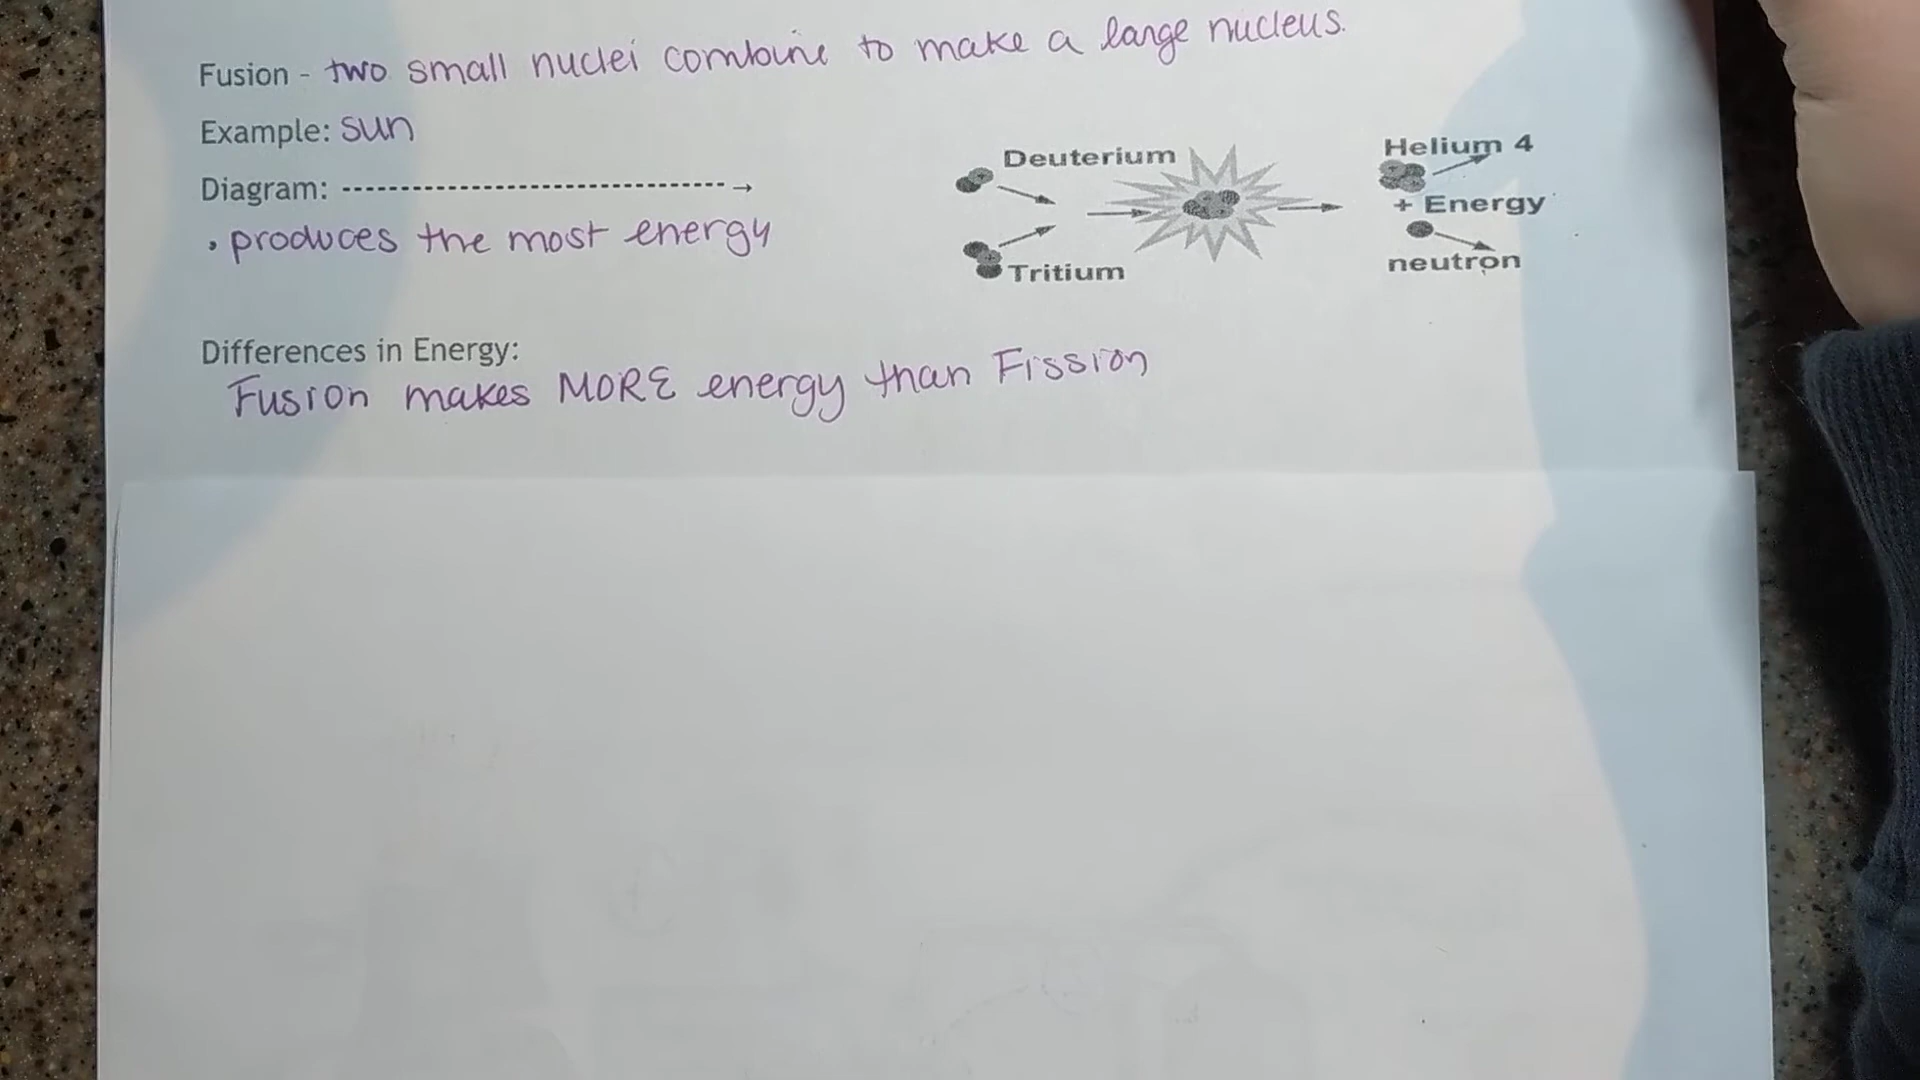 Fusion - two small nuclei combine to make a large nucleus.
Example: sun
Diagram: --------------------------------→
• produces the most energy
Deuterium
Tritium
Helium 4
+ Energy
neutron
Differences in Energy:
Fusion makes MORE energy than Fission